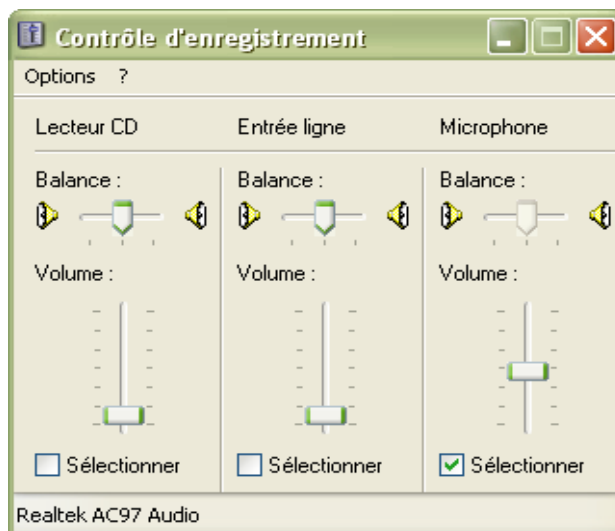 Contrôle d'enregistrement
Options ?
Lecteur CD Entrée ligne Microphone
Balance : Balance : Balance :
Volume : Volume : Volume :
Sélectionner Sélectionner Sélectionner
Realtek AC97 Audio